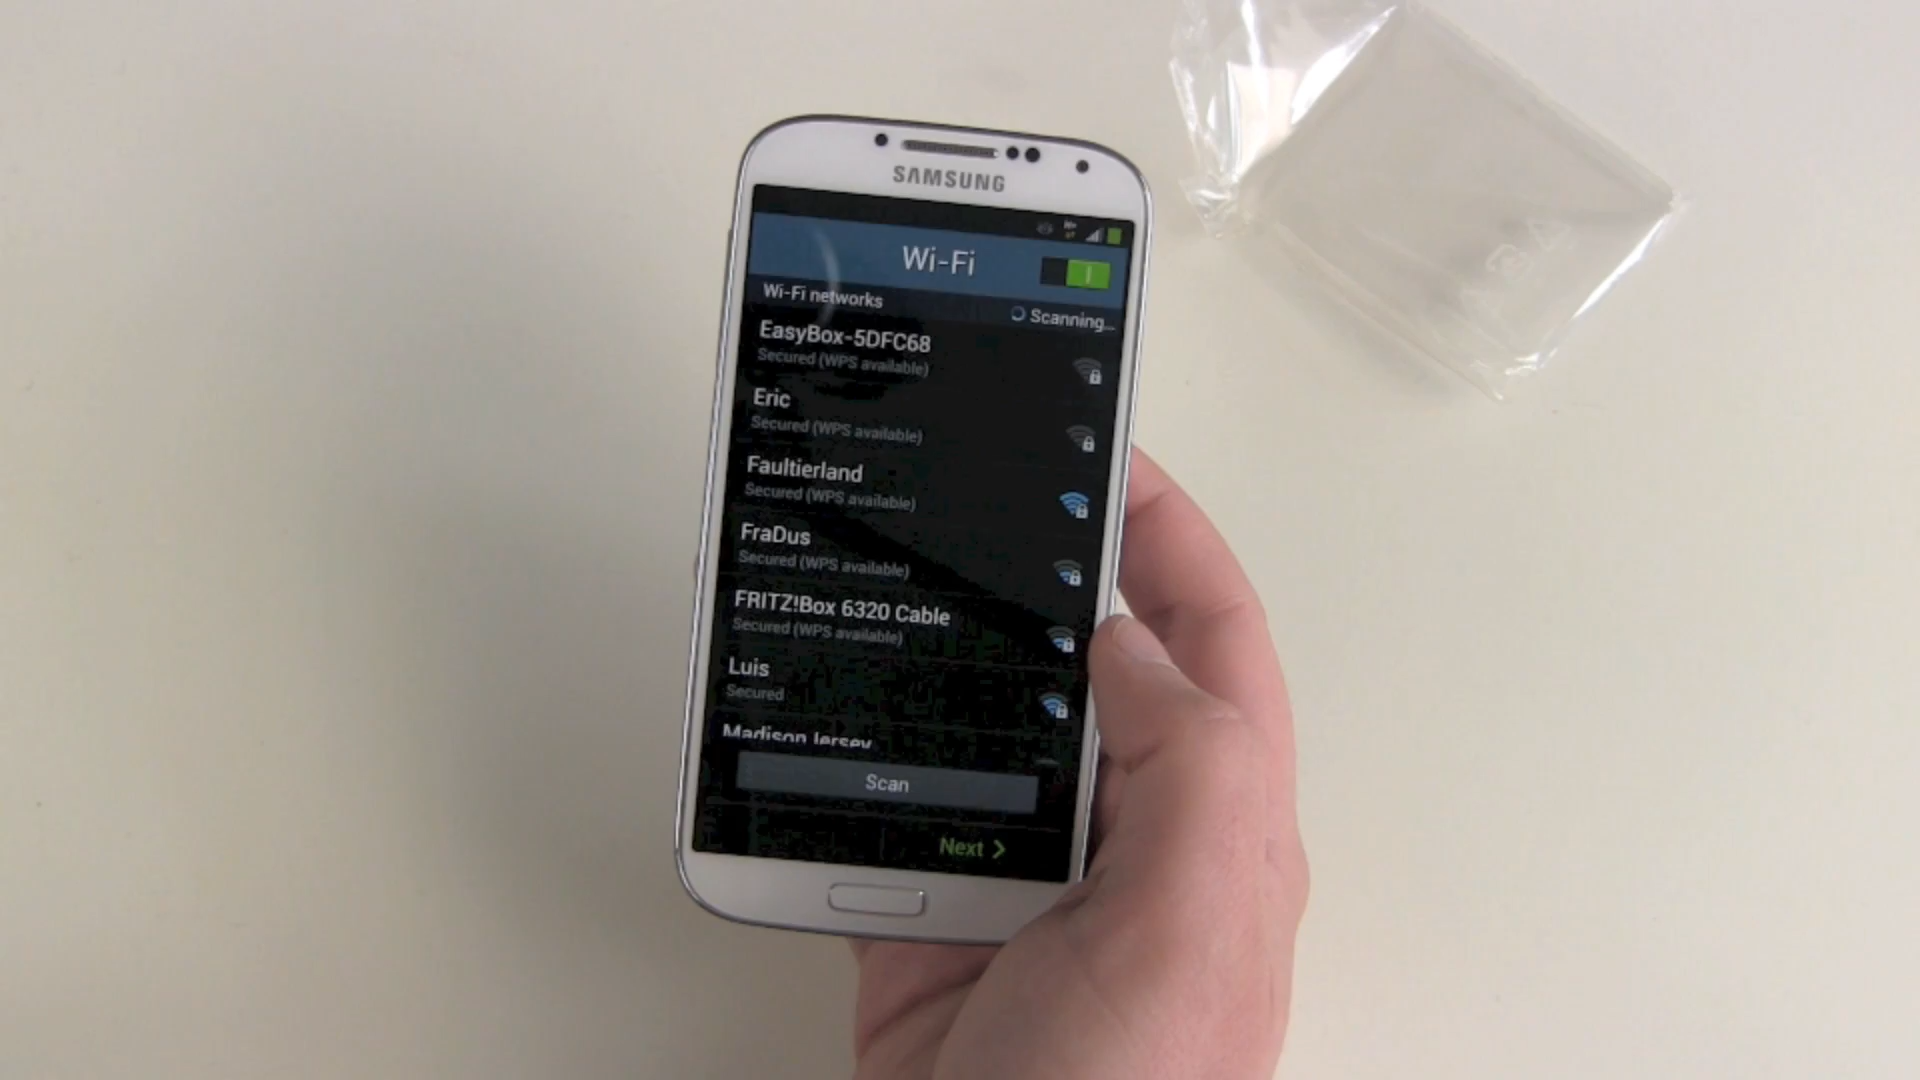 SAMSUNG
Wi-Fi
Wi-Fi networks
Scanning...
EasyBox-5DFC68
Secured (WPS available)
Eric
Secured (WPS available)
Faultierland
Secured (WPS available)
FraDus
Secured (WPS available)
FRITZ!Box 6320 Cable
Secured (WPS available)
Luis
Secured
Madison Jersey
Scan
Next >